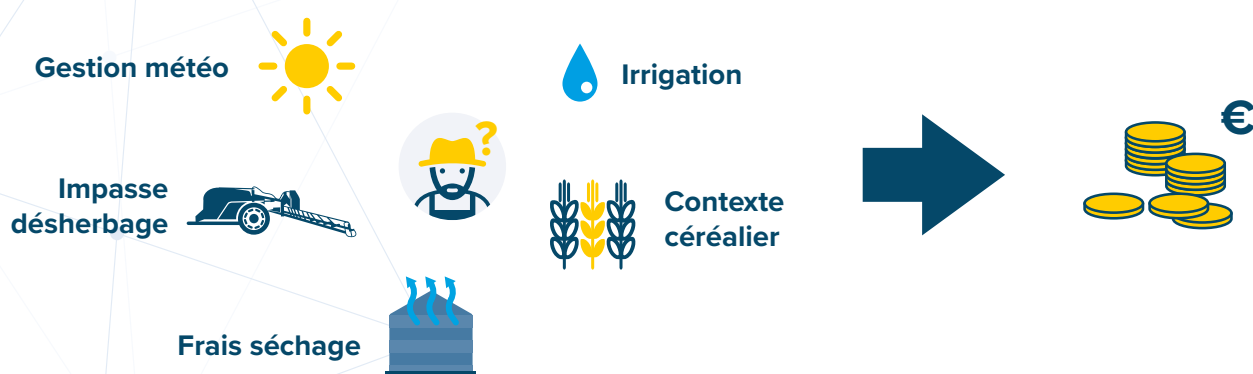 Gestion météo
Irrigation
?
€
Impasse
désherbage
Contexte
céréalier
Frais séchage